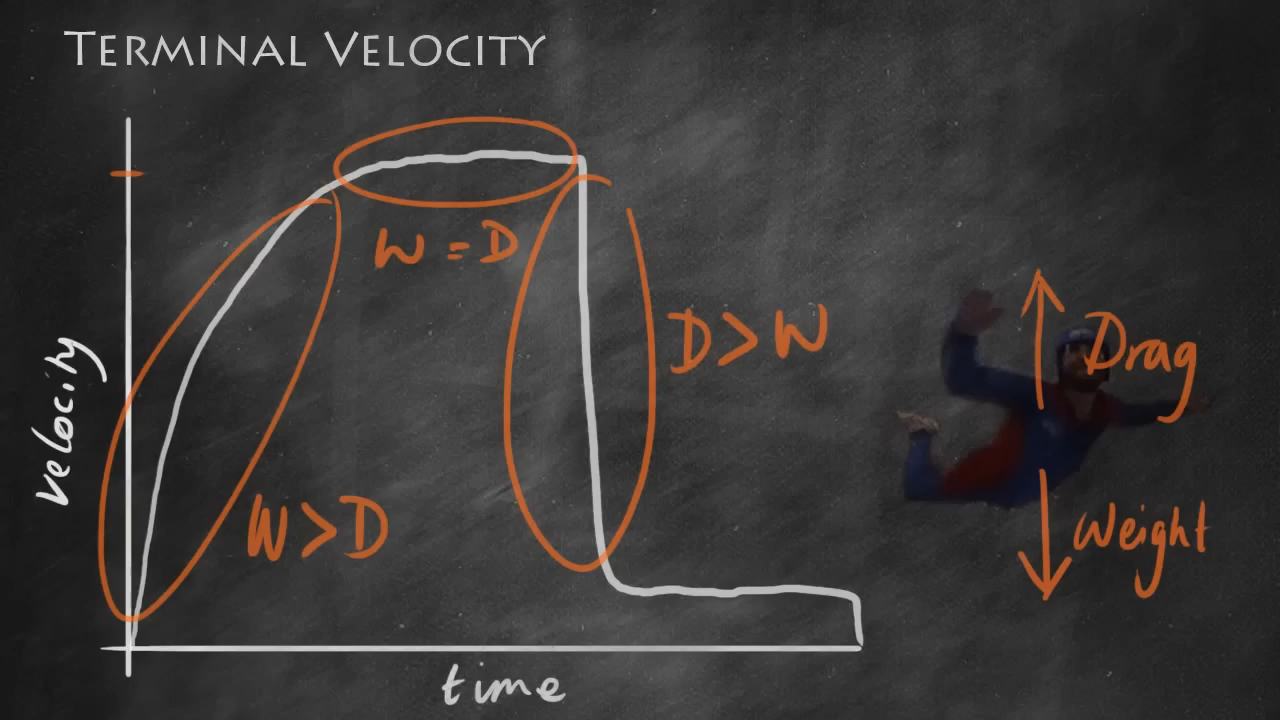 TERMINAL VELOCITY
velocity
W = D
D > W
Drag
W > D
Weight
time